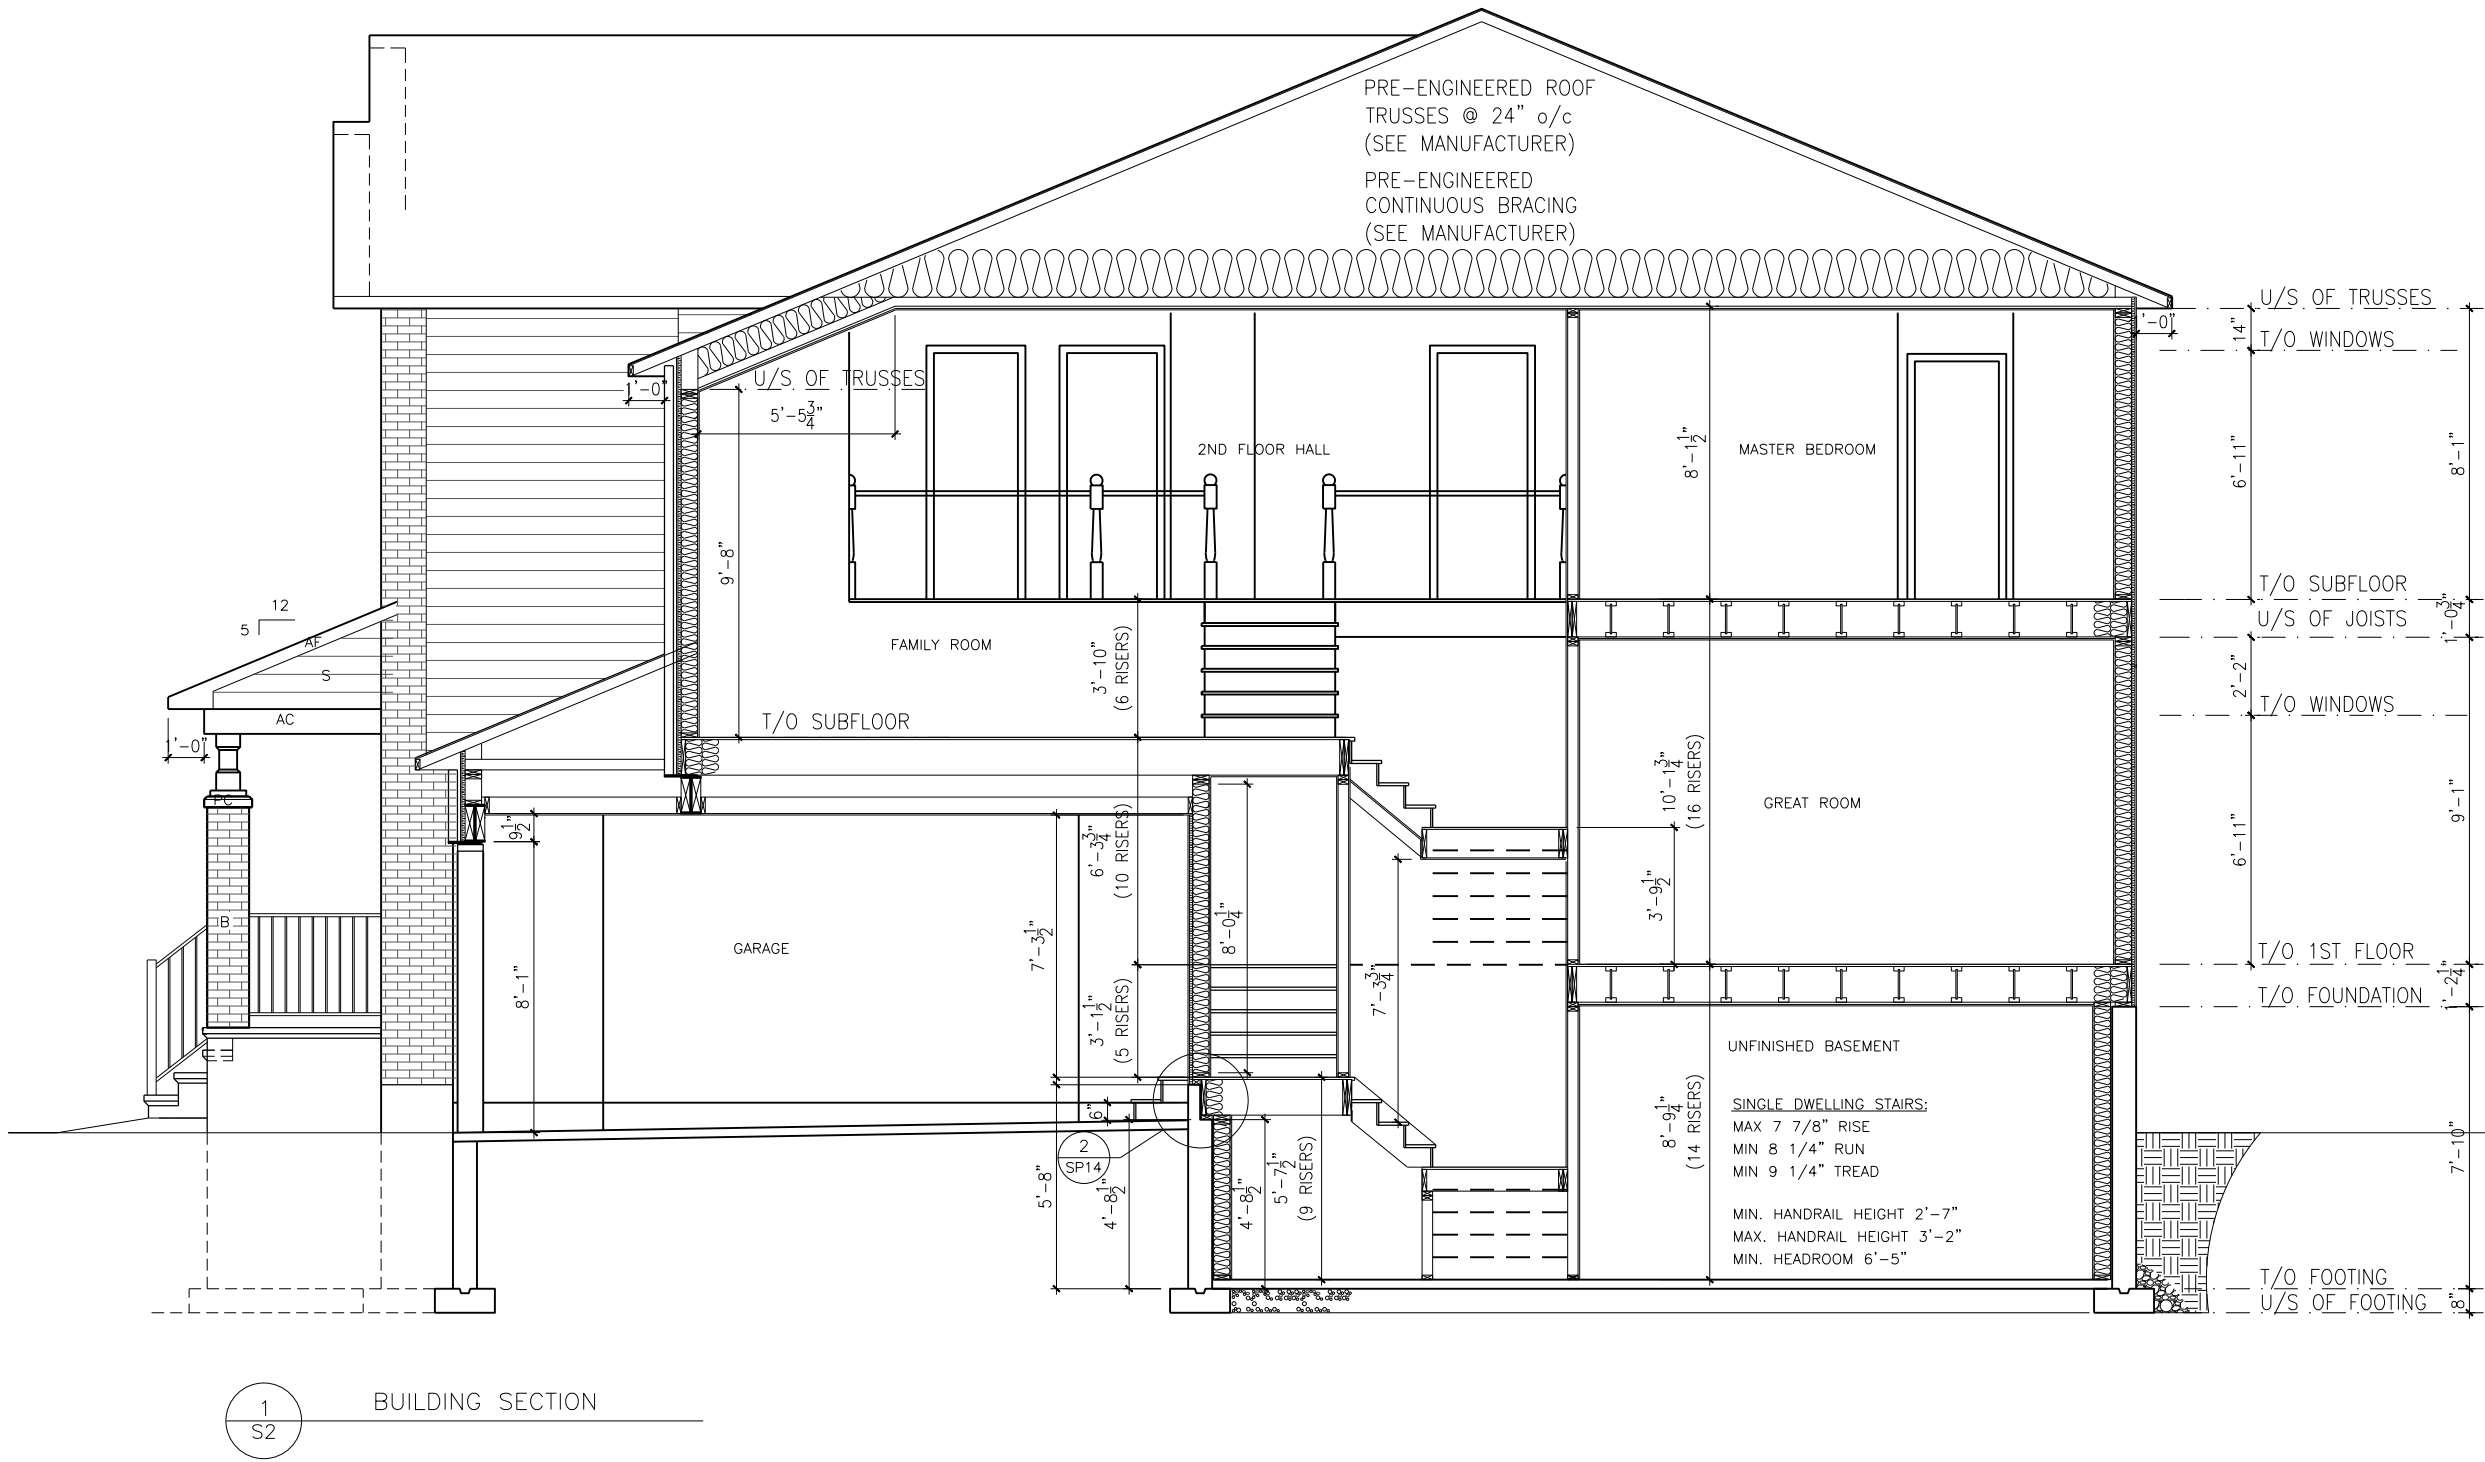 PRE-ENGINEERED ROOF
TRUSSES @ 24" o/c
(SEE MANUFACTURER)
PRE-ENGINEERED
CONTINUOUS BRACING
(SEE MANUFACTURER)
U/S OF TRUSSES
1'-0"
14"
T/O WINDOWS
U/S OF TRUSSES
1'-0"
5'-5 3/4"
2ND FLOOR HALL
8'-1 1/2"
MASTER BEDROOM
6'-11"
8'-1"
9'-8"
T/O SUBFLOOR
1'-0 3/4"
U/S OF JOISTS
12
5
AF
S
AC
FAMILY ROOM
3'-10"
(6 RISERS)
2'-2"
T/O WINDOWS
T/O SUBFLOOR
1'-0"
PC
B
9 1/2"
6'-3 3/4"
(10 RISERS)
10'-1 3/4"
(16 RISERS)
GREAT ROOM
6'-11"
9'-1"
3'-9 1/2"
GARAGE
7'-3 1/2"
8'-0 1/4"
7'-3 3/4"
8'-1"
3'-1 1/2"
(5 RISERS)
T/O 1ST FLOOR
1'-2 1/4"
T/O FOUNDATION
UNFINISHED BASEMENT
SINGLE DWELLING STAIRS:
MAX 7 7/8" RISE
MIN 8 1/4" RUN
MIN 9 1/4" TREAD
MIN. HANDRAIL HEIGHT 2'-7"
MAX. HANDRAIL HEIGHT 3'-2"
MIN. HEADROOM 6'-5"
6"
2
SP14
5'-8"
4'-8 1/2"
4'-8 1/2"
5'-7 1/2"
(9 RISERS)
8'-9 1/4"
(14 RISERS)
7'-10"
T/O FOOTING
U/S OF FOOTING
8"
1
S2
BUILDING SECTION